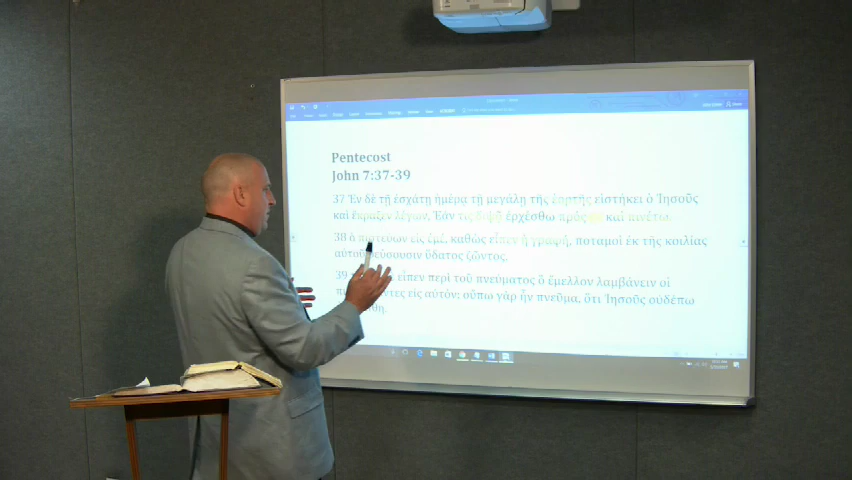 Pentecost
John 7:37-39
37 Ἐν δὲ τῇ ἐσχάτῃ ἡμέρᾳ τῇ μεγάλῃ τῆς ἑορτῆς εἱστήκει ὁ Ἰησοῦς
καὶ ἔκραξεν λέγων, Ἐάν τις διψᾷ ἐρχέσθω πρὸς καὶ πινέτω.
38 ὁ πιστεύων εἰς ἐμέ, καθὼς εἶπεν ἡ γραφή, ποταμοὶ ἐκ τῆς κοιλίας
αὐτοῦ ῥεύσουσιν ὕδατος ζῶντος.
39 εἶπεν περὶ τοῦ πνεύματος ὃ ἔμελλον λαμβάνειν οἱ
εἰς αὐτόν· οὔπω γὰρ ἦν πνεῦμα, ὅτι Ἰησοῦς οὐδέπω